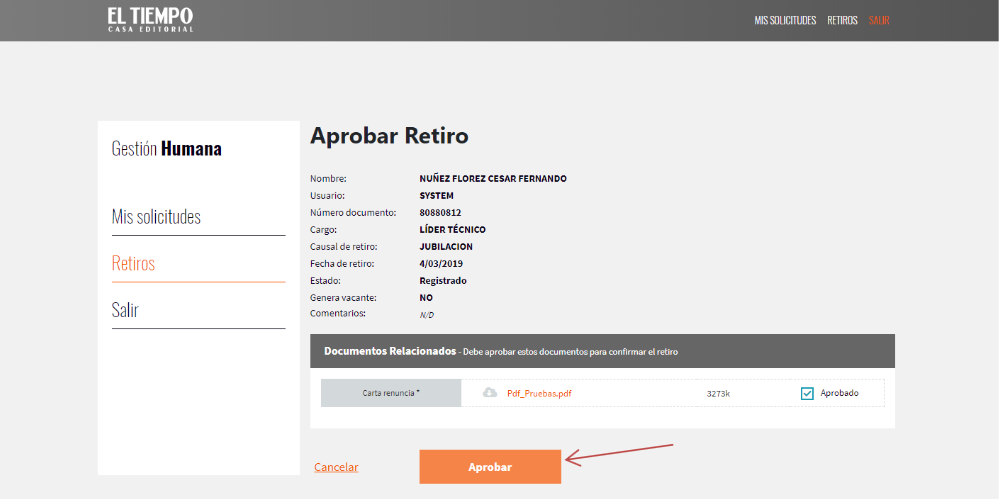 EL TIEMPO
CASA EDITORIAL
MIS SOLICITUDES RETIROS SALIR
Gestión Humana
Mis solicitudes
Retiros
Salir
Aprobar Retiro
Nombre: NUÑEZ FLOREZ CESAR FERNANDO
Usuario: SYSTEM
Número documento: 80880812
Cargo: LÍDER TÉCNICO
Causal de retiro: JUBILACION
Fecha de retiro: 4/03/2019
Estado: Registrado
Genera vacante: NO
Comentarios: N/D
Documentos Relacionados - Debe aprobar estos documentos para confirmar el retiro
Carta renuncia * Pdf_Pruebas.pdf 3273k Aprobado
Cancelar Aprobar